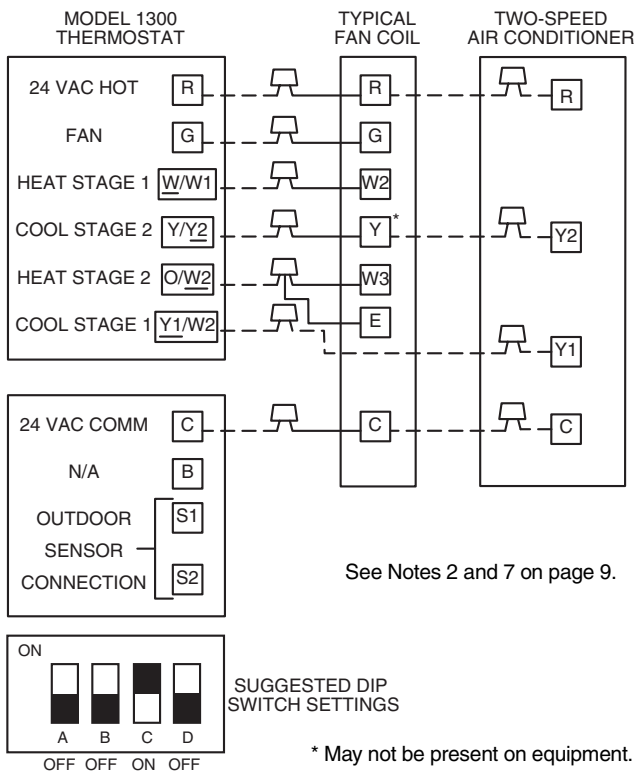 MODEL 1300 THERMOSTAT
TYPICAL FAN COIL
TWO-SPEED AIR CONDITIONER
24 VAC HOT R R R
FAN G G
HEAT STAGE 1 W/W1 W2
COOL STAGE 2 Y/Y2 Y * Y2
HEAT STAGE 2 O/W2 W3
E
COOL STAGE 1 Y1/W2 Y1
24 VAC COMM C C C
N/A B
OUTDOOR S1
SENSOR
CONNECTION S2
See Notes 2 and 7 on page 9.
ON
A B C D
OFF OFF ON OFF
SUGGESTED DIP
SWITCH SETTINGS
* May not be present on equipment.